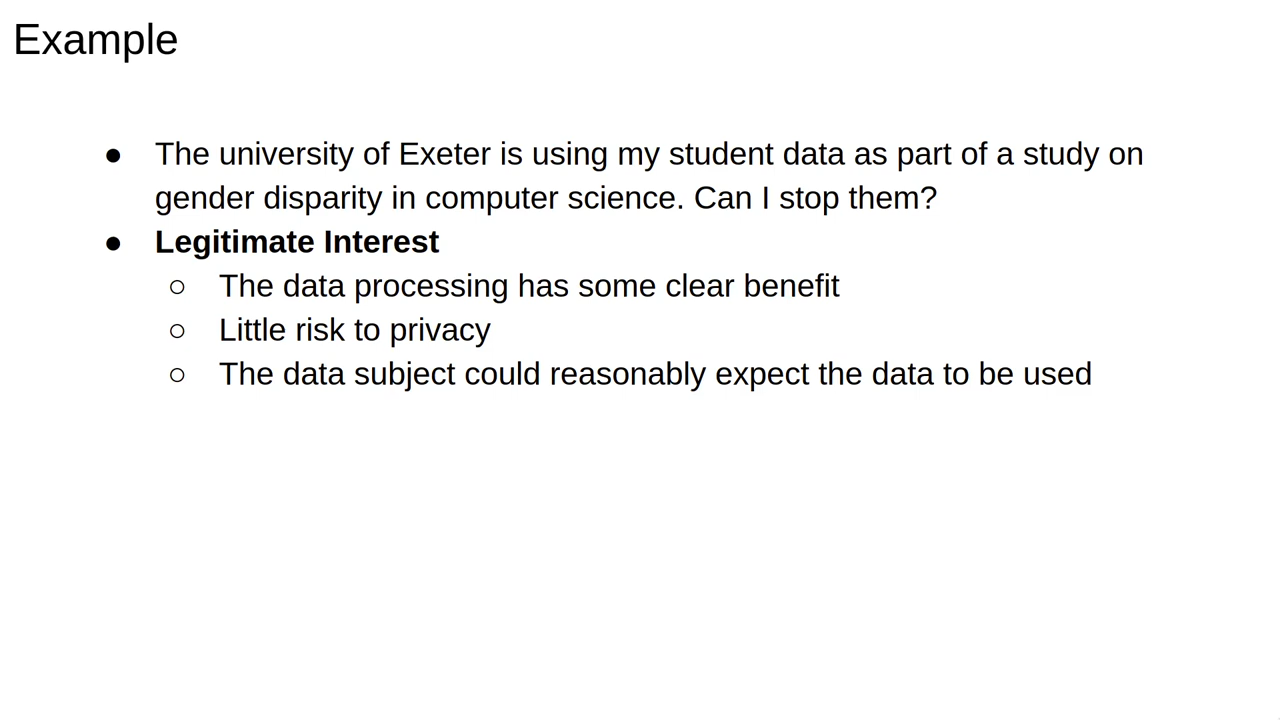 Example
● The university of Exeter is using my student data as part of a study on
gender disparity in computer science. Can I stop them?
● Legitimate Interest
○ The data processing has some clear benefit
○ Little risk to privacy
○ The data subject could reasonably expect the data to be used